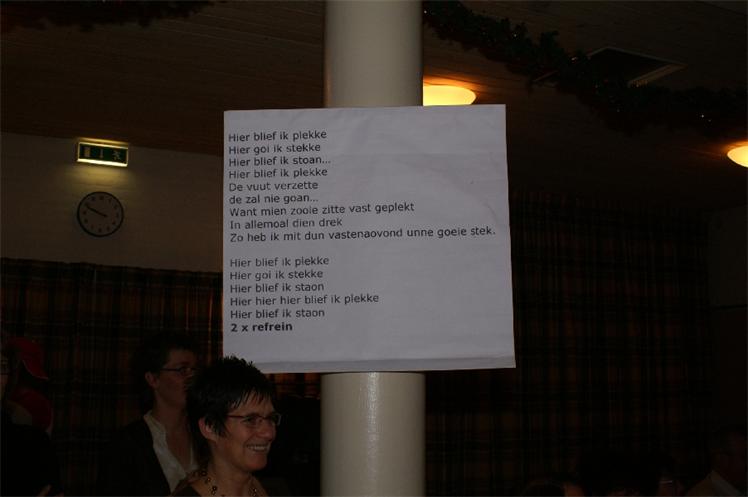 Hier blief ik plekke
Hier goi ik stekke
Hier blief ik stoan...
Hier blief ik plekke
De vuut verzette
de zal nie goan...
Want mien zooie zitte vast geplekt
In allemoal dien drek
Zo heb ik mit dun vastenaovond unne goeie stek.
Hier blief ik plekke
Hier goi ik stekke
Hier blief ik staon
Hier hier hier blief ik plekke
Hier blief ik staon
2 x refrein